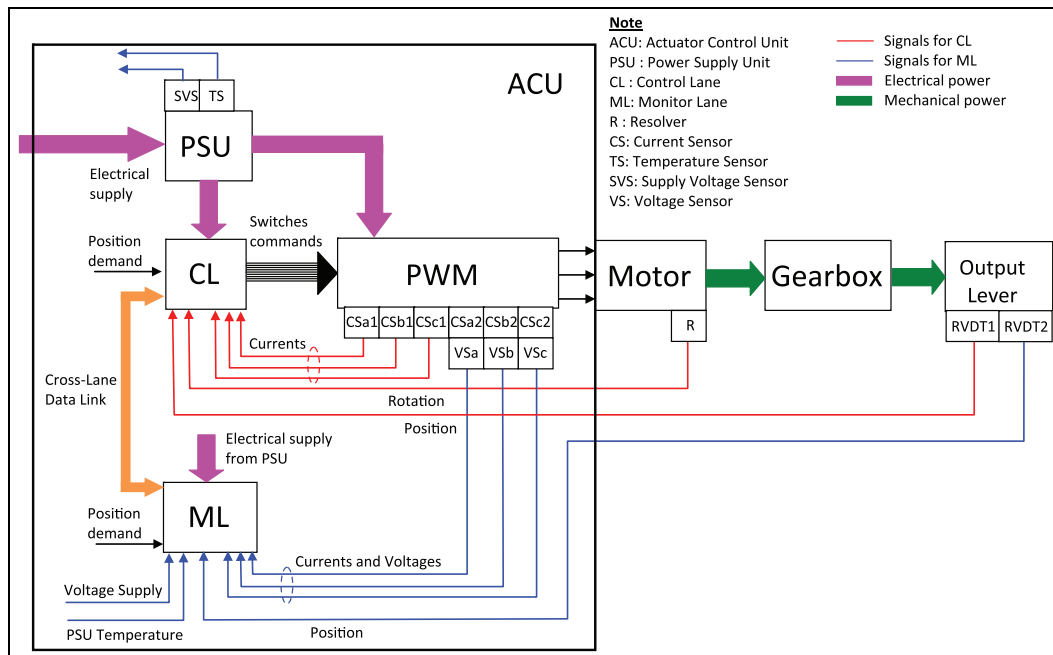 Note
ACU: Actuator Control Unit
PSU : Power Supply Unit
CL : Control Lane
ML: Monitor Lane
R : Resolver
CS: Current Sensor
TS: Temperature Sensor
SVS: Supply Voltage Sensor
VS: Voltage Sensor
Signals for CL
Signals for ML
Electrical power
Mechanical power
ACU
SVS
TS
PSU
Electrical
supply
Switches
commands
Position
demand
CL
PWM
Motor
Gearbox
Output
Lever
CSa1
CSb1
CSc1
CSa2
CSb2
CSc2
R
RVDT1
RVDT2
VSa
VSb
VSc
Currents
Cross-Lane
Data Link
Rotation
Position
Electrical supply
from PSU
ML
Position
demand
Currents and Voltages
Voltage Supply
PSU Temperature
Position